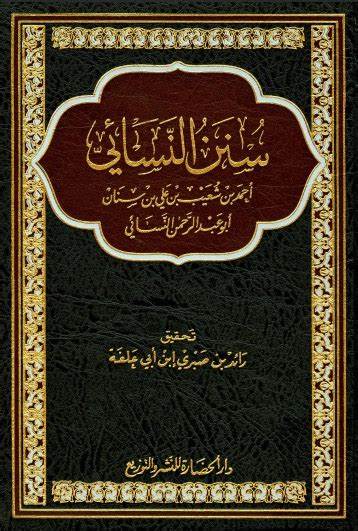 سُنَنُ النَّسَائي
أحمد بن شعيب بن علي بن سنان
أبو عبد الرحمن النسائي
تحقيق
رائد بن صبري ابن أبي علفة
دار الحضارة للنشر والتوزيع